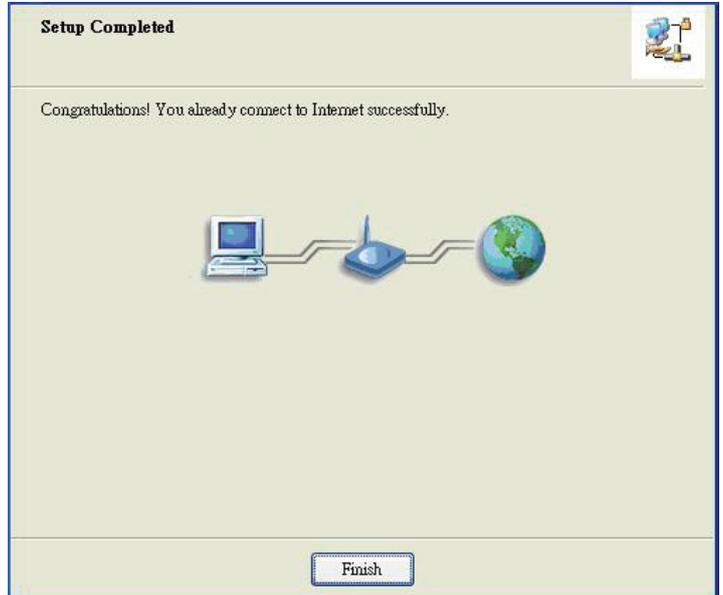 Setup Completed
Congratulations! You already connect to Internet successfully.
Finish